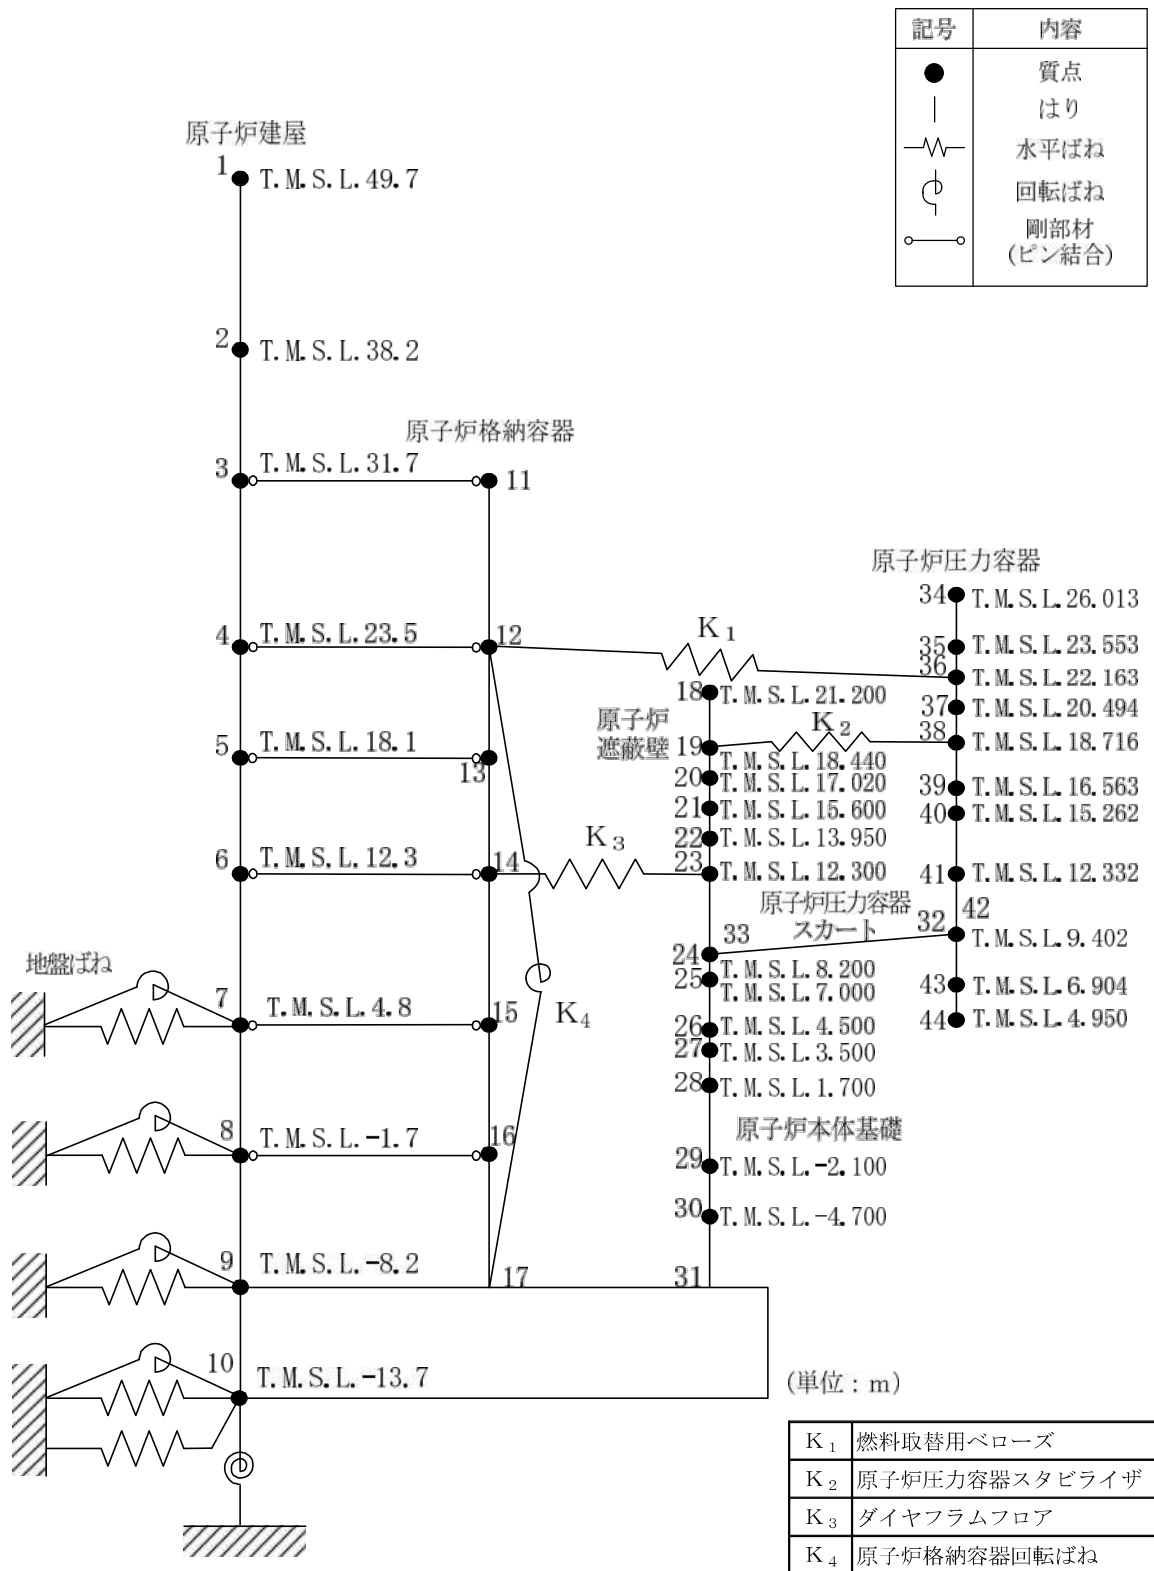 記号 内容
質点
はり
水平ばね
回転ばね
剛部材
(ピン結合)
原子炉建屋
1 T.M.S.L.49.7
2 T.M.S.L.38.2
原子炉格納容器
3 T.M.S.L.31.7 11
原子炉圧力容器
34 T.M.S.L.26.013
4 T.M.S.L.23.5 12 K1
35 T.M.S.L.23.553
36 T.M.S.L.22.163
18 T.M.S.L.21.200
37 T.M.S.L.20.494
原子炉
遮蔽壁
K2
38 T.M.S.L.18.716
5 T.M.S.L.18.1 13
19 T.M.S.L.18.440
20 T.M.S.L.17.020
39 T.M.S.L.16.563
21 T.M.S.L.15.600
40 T.M.S.L.15.262
22 T.M.S.L.13.950
6 T.M.S.L.12.3 14 K3
23 T.M.S.L.12.300
41 T.M.S.L.12.332
原子炉圧力容器
スカート
33 32 42
T.M.S.L.9.402
24 T.M.S.L.8.200
25 T.M.S.L.7.000
43 T.M.S.L.6.904
地盤ばね
7 T.M.S.L.4.8 15 K4
26 T.M.S.L.4.500
44 T.M.S.L.4.950
27 T.M.S.L.3.500
28 T.M.S.L.1.700
原子炉本体基礎
8 T.M.S.L.-1.7 16
29 T.M.S.L.-2.100
30 T.M.S.L.-4.700
9 T.M.S.L.-8.2 17 31
10 T.M.S.L.-13.7
(単位:m)
K1 燃料取替用ベローズ
K2 原子炉圧力容器スタビライザ
K3 ダイヤフラムフロア
K4 原子炉格納容器回転ばね